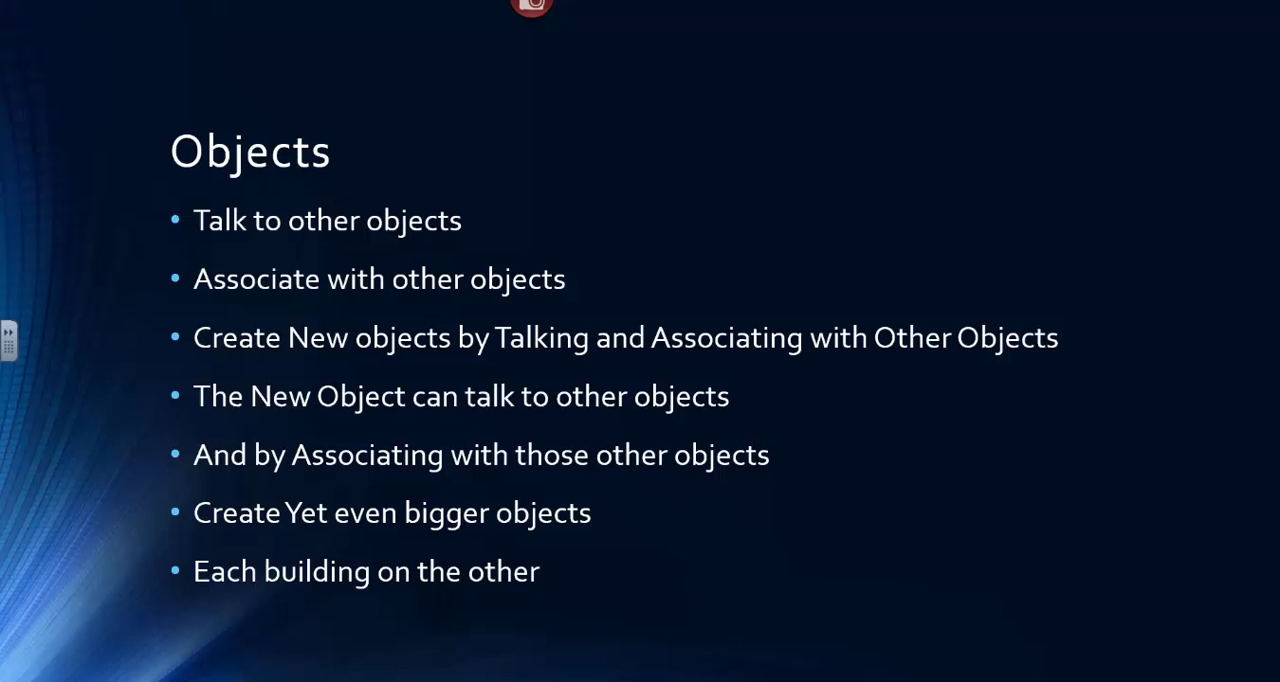 Objects
• Talk to other objects
• Associate with other objects
• Create New objects by Talking and Associating with Other Objects
• The New Object can talk to other objects
• And by Associating with those other objects
• Create Yet even bigger objects
• Each building on the other